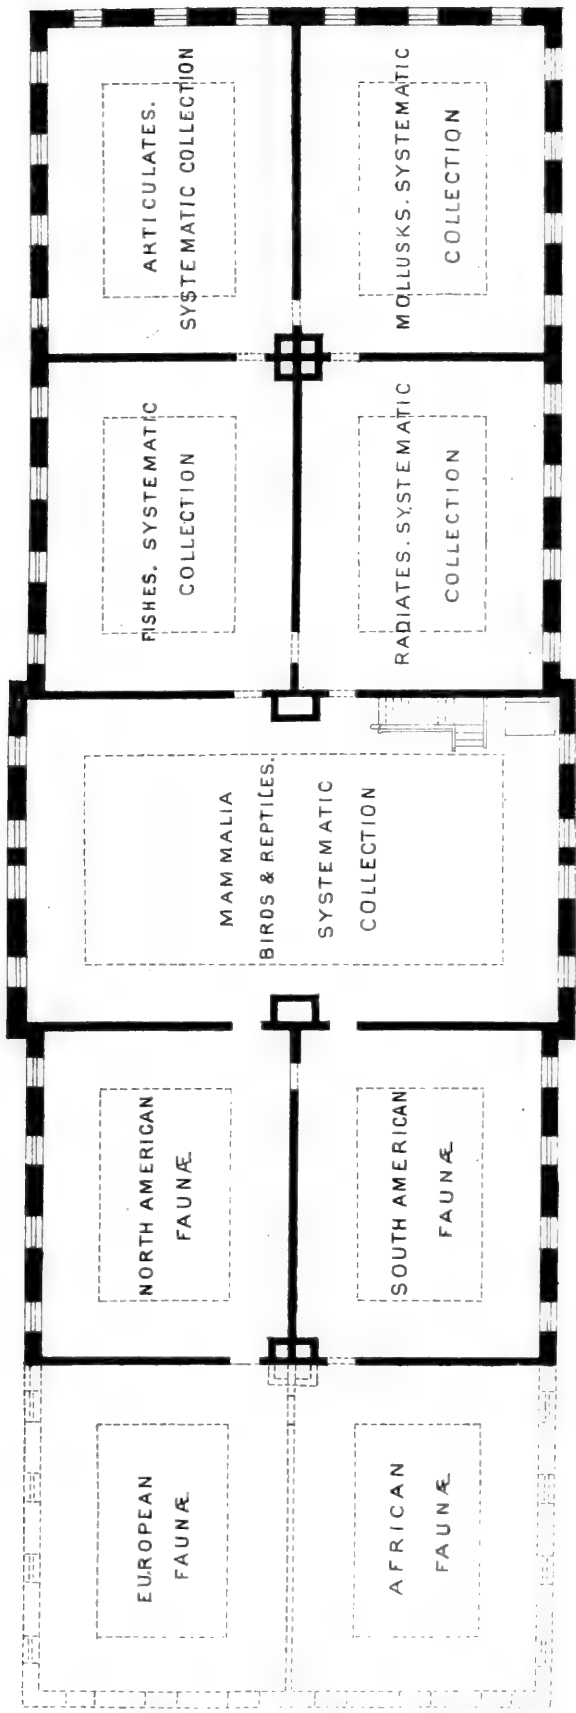 ARTICULATES.
SYSTEMATIC COLLECTION
MOLLUSKS. SYSTEMATIC
COLLECTION
FISHES. SYSTEMATIC
COLLECTION
RADIATES. SYSTEMATIC
COLLECTION
MAMMALIA
BIRDS & REPTILES.
SYSTEMATIC
COLLECTION
NORTH AMERICAN
FAUNÆ
SOUTH AMERICAN
FAUNÆ
EUROPEAN
FAUNÆ
AFRICAN
FAUNÆ